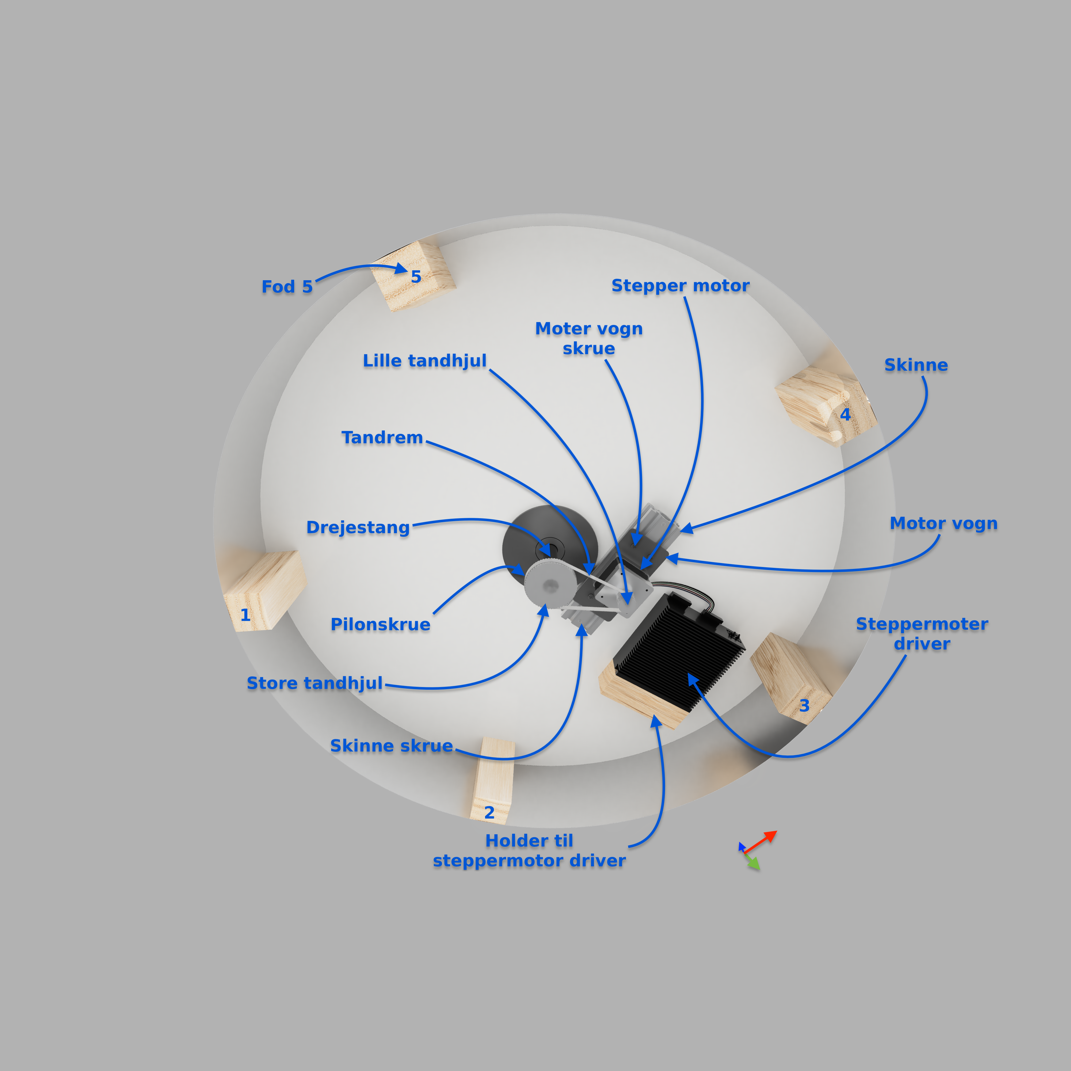 5
Fod 5
Stepper motor
Moter vogn
skrue
Lille tandhjul
Skinne
4
Tandrem
Drejestang
Motor vogn
1
Pilonskrue
Steppermoter
driver
Store tandhjul
3
Skinne skrue
2
Holder til
steppermotor driver